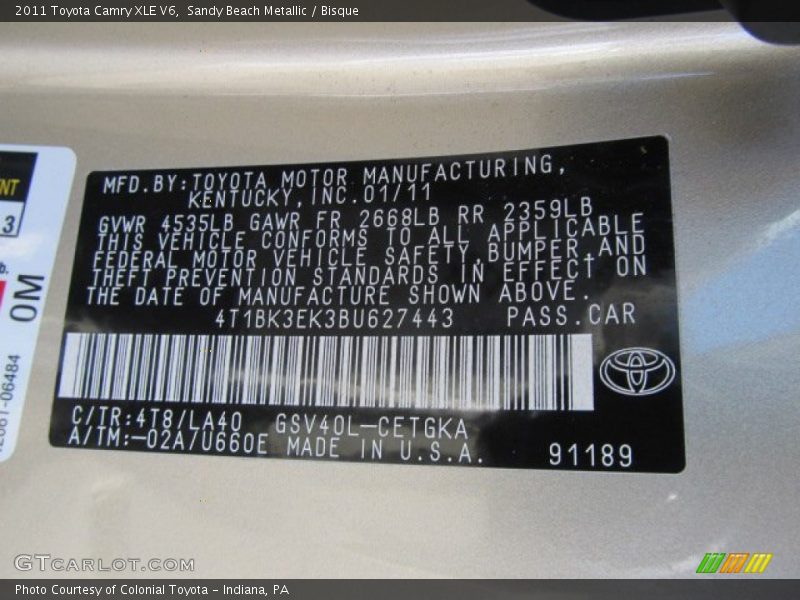 2011 Toyota Camry XLE V6,  Sandy Beach Metallic / Bisque
MFD.BY:TOYOTA MOTOR MANUFACTURING,
KENTUCKY,INC.01/11
GVWR 4535LB GAWR FR 2668LB RR 2359LB
THIS VEHICLE CONFORMS TO ALL APPLICABLE
FEDERAL MOTOR VEHICLE SAFETY,BUMPER,AND
THEFT PREVENTION STANDARDS IN EFFECT ON
THE DATE OF MANUFACTURE SHOWN ABOVE.
4T1BK3EK3BU627443 PASS.CAR
C/TR:4T8/LA40 GSV40L-CETGKA
A/TM:-02A/U660E MADE IN U.S.A. 91189
3
0M
-06484
GTCARLOT.COM
Photo Courtesy of Colonial Toyota - Indiana, PA